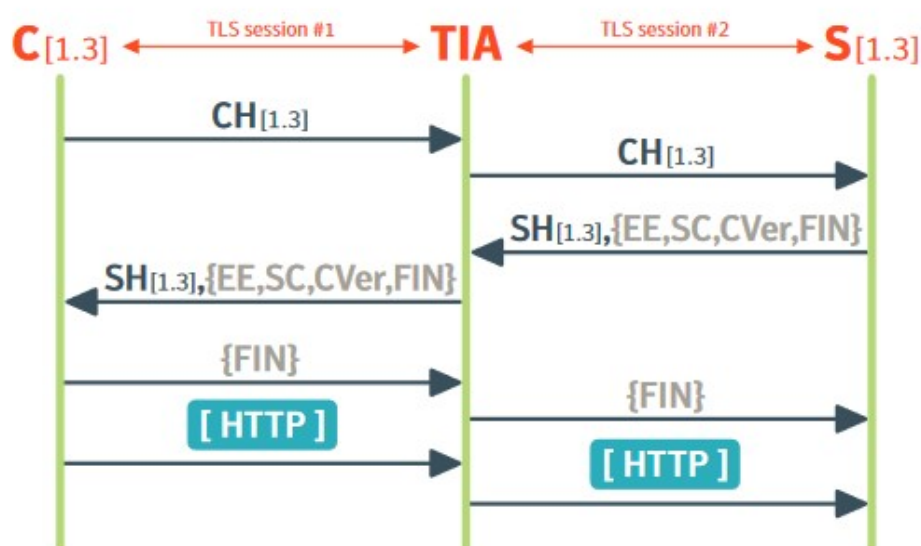 C[1.3] TLS session #1 TIA TLS session #2 S[1.3]
CH[1.3]
CH[1.3]
SH[1.3],{EE,SC,CVer,FIN}
SH[1.3],{EE,SC,CVer,FIN}
{FIN}
{FIN}
[ HTTP ]
[ HTTP ]